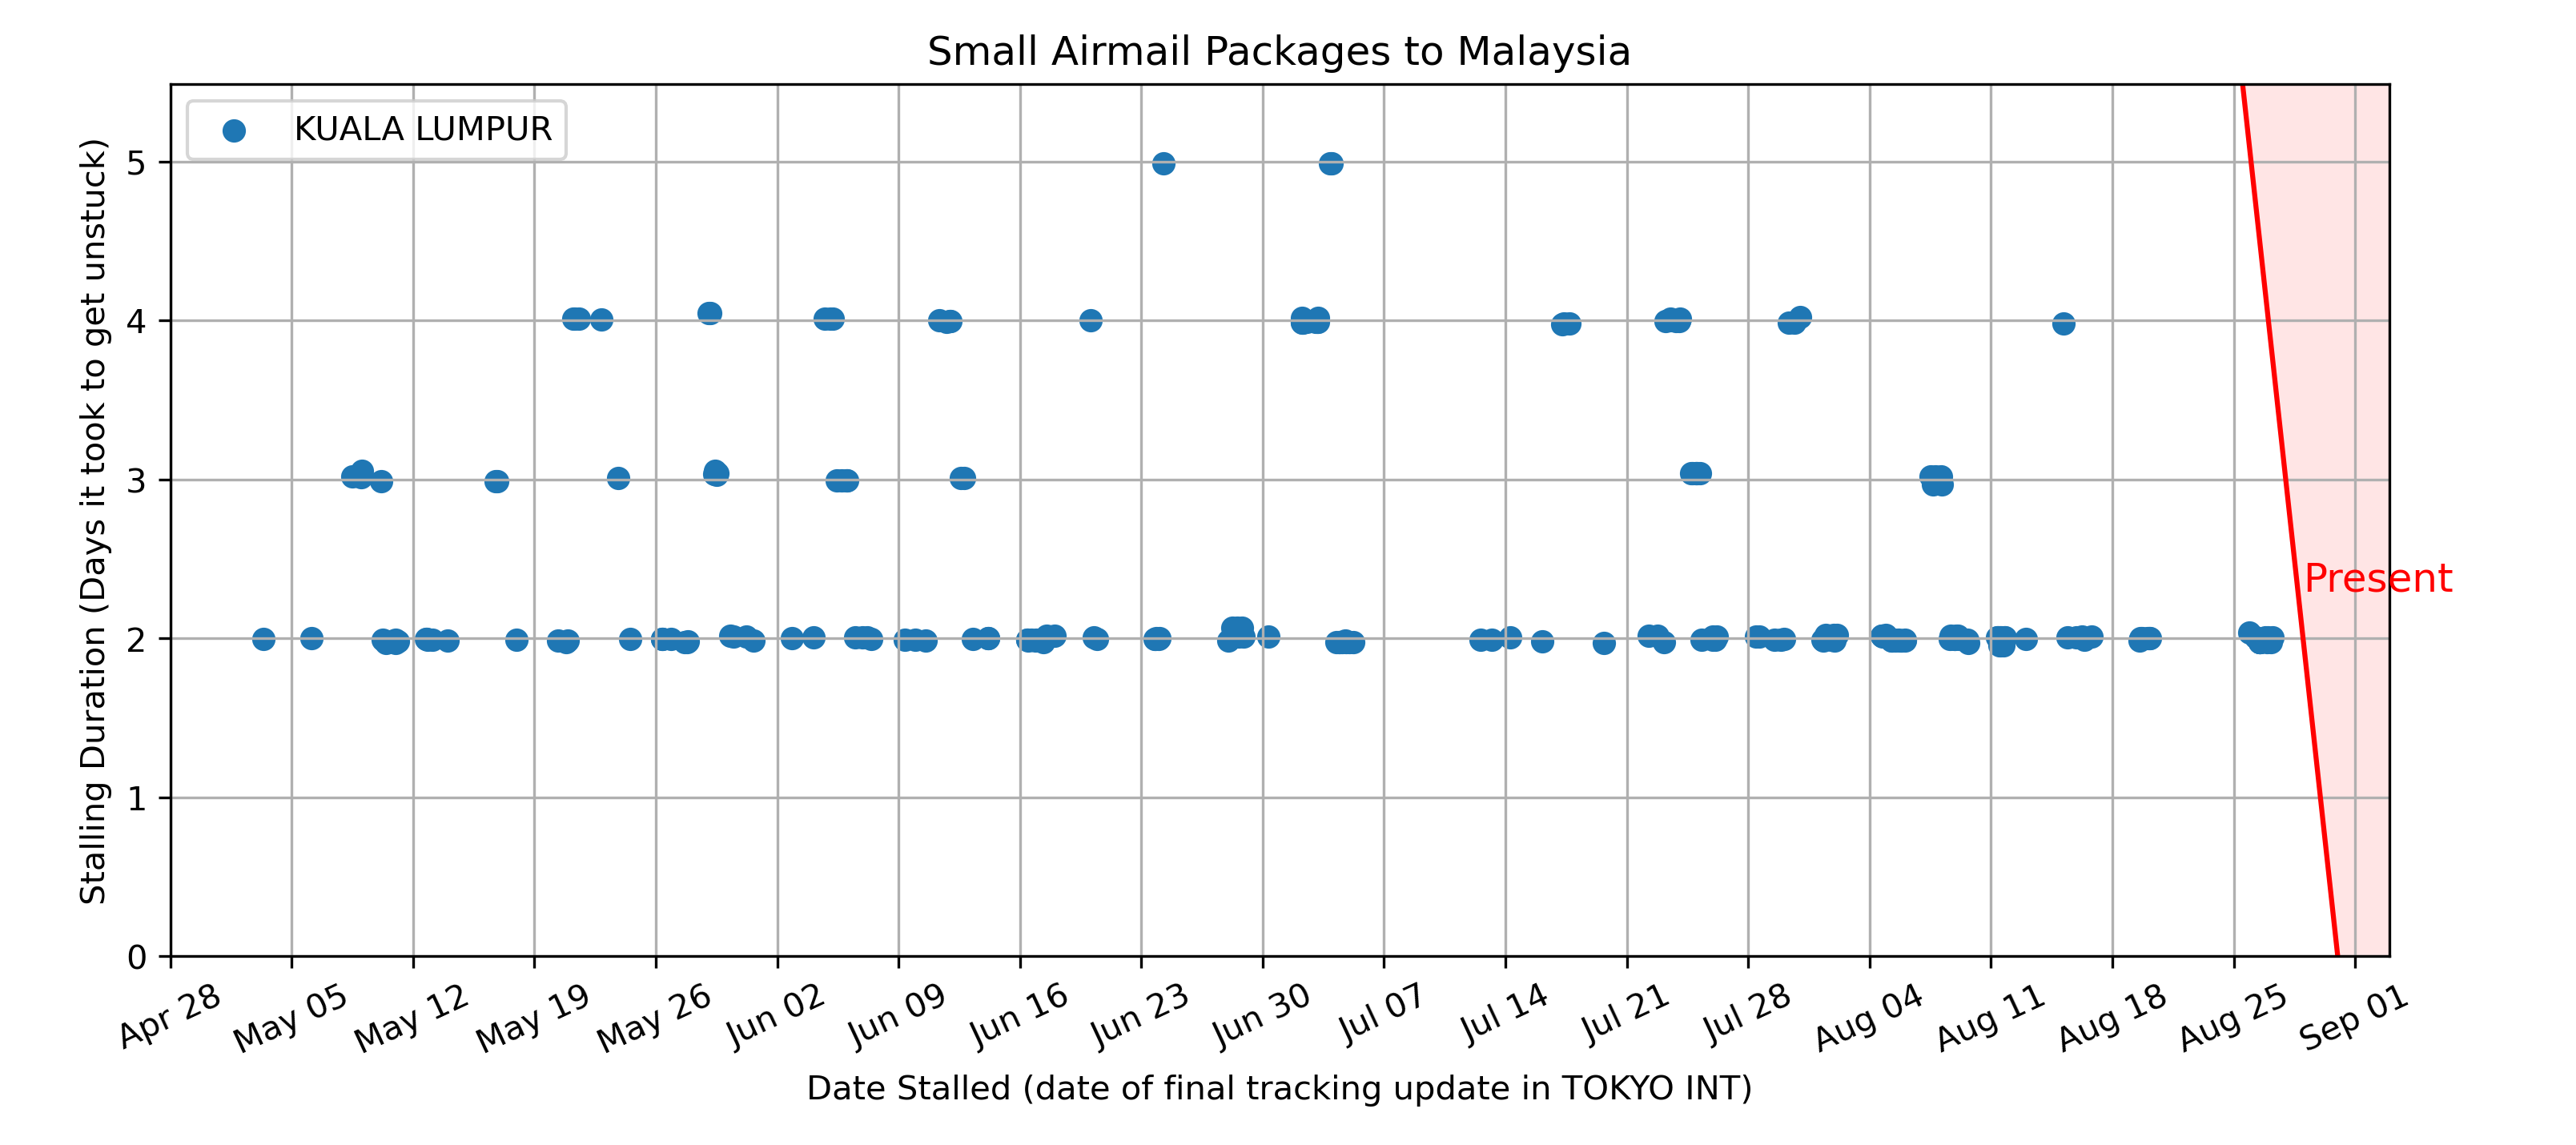 Small Airmail Packages to Malaysia
KUALA LUMPUR
Stalling Duration (Days it took to get unstuck)
5
4
3
2
1
0
Present
Apr 28
May 05
May 12
May 19
May 26
Jun 02
Jun 09
Jun 16
Jun 23
Jun 30
Jul 07
Jul 14
Jul 21
Jul 28
Aug 04
Aug 11
Aug 18
Aug 25
Sep 01
Date Stalled (date of final tracking update in TOKYO INT)